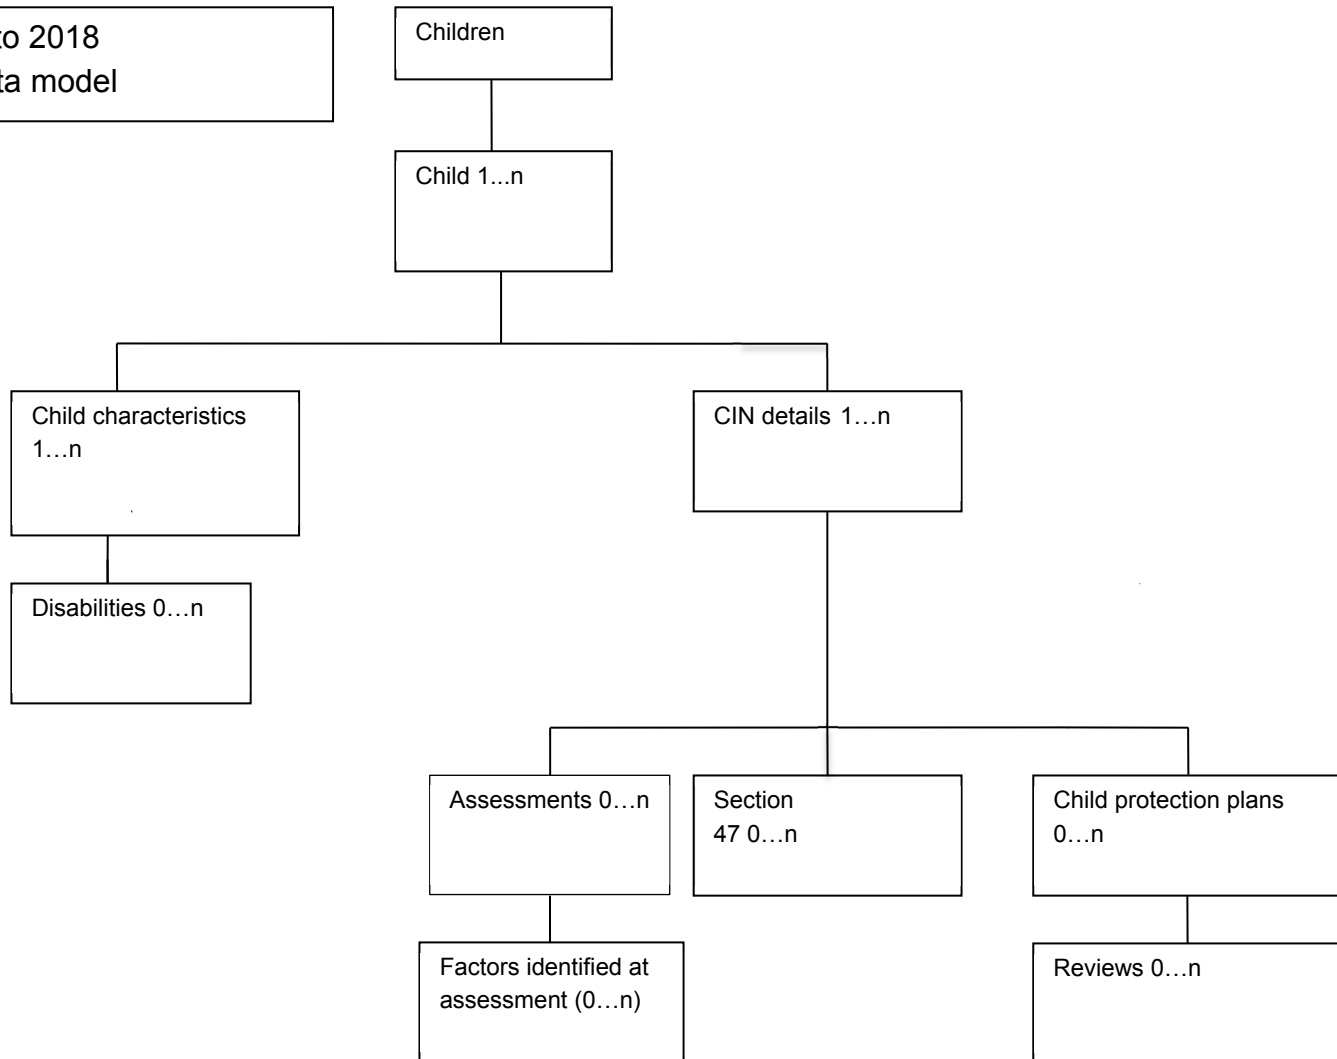 to 2018
ta model
Children
Child 1...n
Child characteristics
1…n
CIN details 1…n
Disabilities 0…n
Assessments 0…n
Section
47 0…n
Child protection plans
0…n
Factors identified at
assessment (0…n)
Reviews 0…n